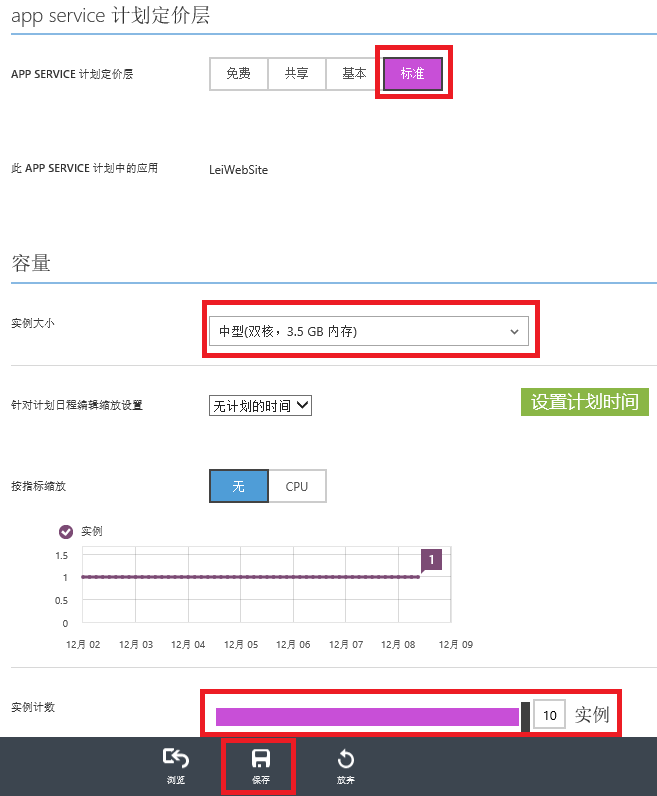 app service 计划定价层
APP SERVICE 计划定价层
免费 共享 基本 标准
此 APP SERVICE 计划中的应用
LeiWebSite
容量
实例大小
中型(双核，3.5 GB 内存)
针对计划日程编辑缩放设置
无计划的时间
设置计划时间
按指标缩放
无 CPU
实例
1
1.5
1
0.5
0
12月 02 12月 03 12月 04 12月 05 12月 06 12月 07 12月 08 12月 09
实例计数
10 实例
浏览 保存 放弃